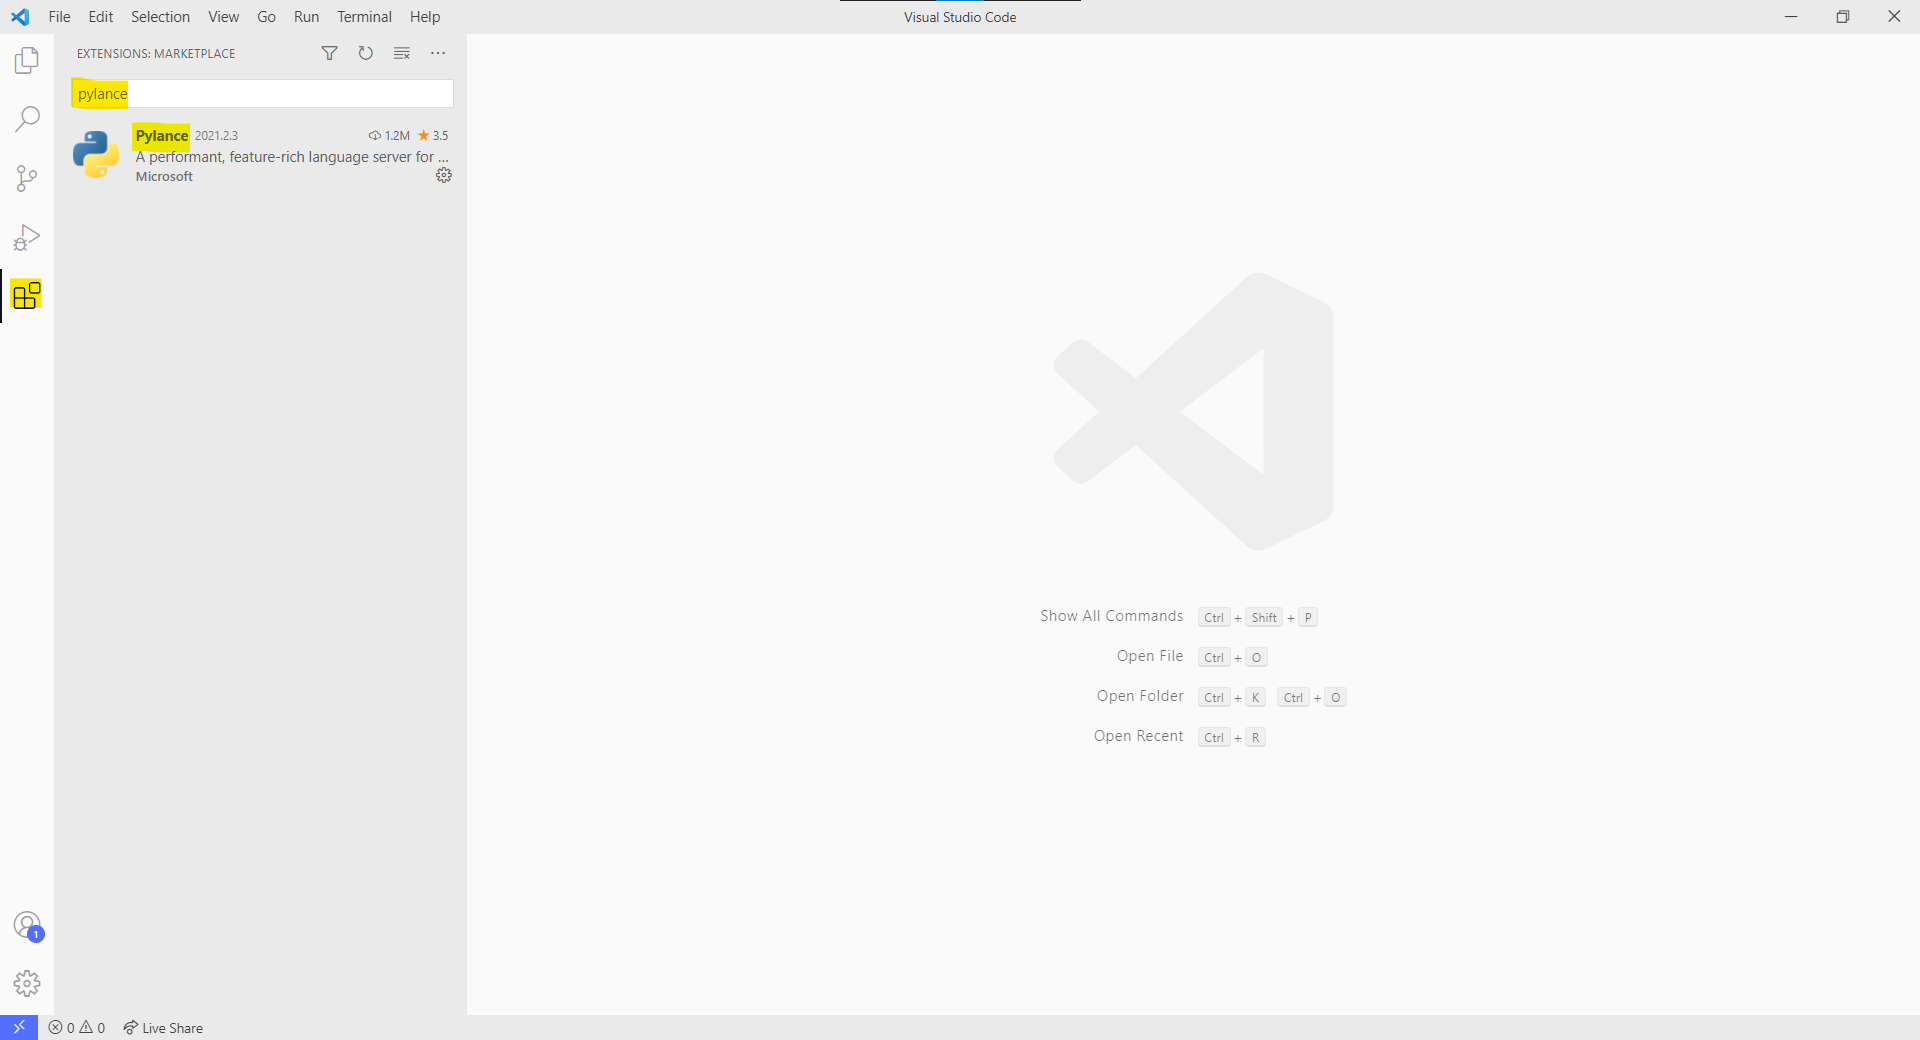 File Edit Selection View Go Run Terminal Help
Visual Studio Code
EXTENSIONS: MARKETPLACE
pylance
Pylance 2021.2.3 1.2M 3.5
A performant, feature-rich language server for ...
Microsoft
Show All Commands Ctrl + Shift + P
Open File Ctrl + O
Open Folder Ctrl + K Ctrl + O
Open Recent Ctrl + R
1
0 0 Live Share